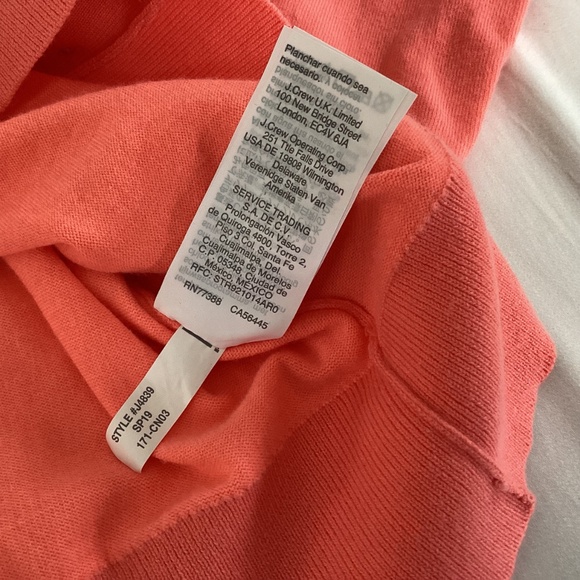 Planchar cuando sea
necesario.
J.Crew U.K. Limited
100 New Bridge Street
London, EC4V 6JA
J.Crew Operating Corp
251 Tile Falls Drive
USA DE 19808 Wilmington
Delaware
Verenidge Staten Van
Amerika
SERVICE TRADING
S.A. DE C.V.
Prolongación Vasco
de Quiroga 4800, Torre 2,
Piso 3 Col. Santa Fe
Cuajimalpa, Del.
Cuajimalpa de Morelos
C.P. 05348, Ciudad de
México, MEXICO
RFC: STR921014AR0
RN77388 CA56445
STYLE #J4839
SP19
171-CN03